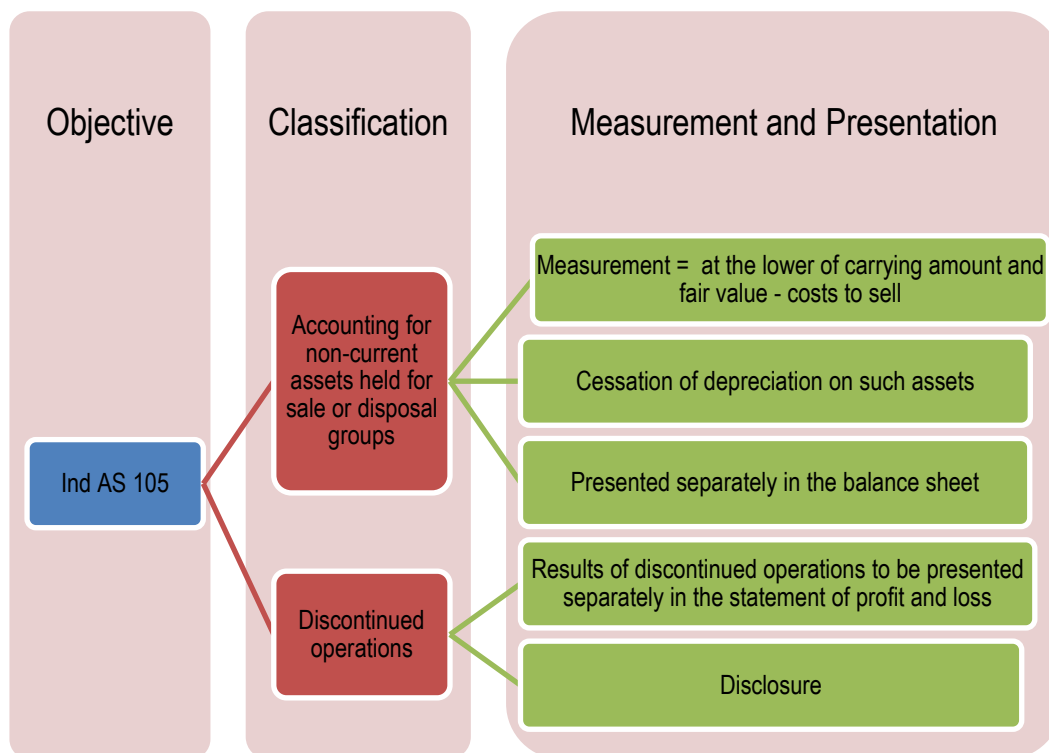 Objective
Classification
Measurement and Presentation
Ind AS 105
Accounting for
non-current
assets held for
sale or disposal
groups
Measurement =  at the lower of carrying amount and
fair value - costs to sell
Cessation of depreciation on such assets
Presented separately in the balance sheet
Discontinued
operations
Results of discontinued operations to be presented
separately in the statement of profit and loss
Disclosure